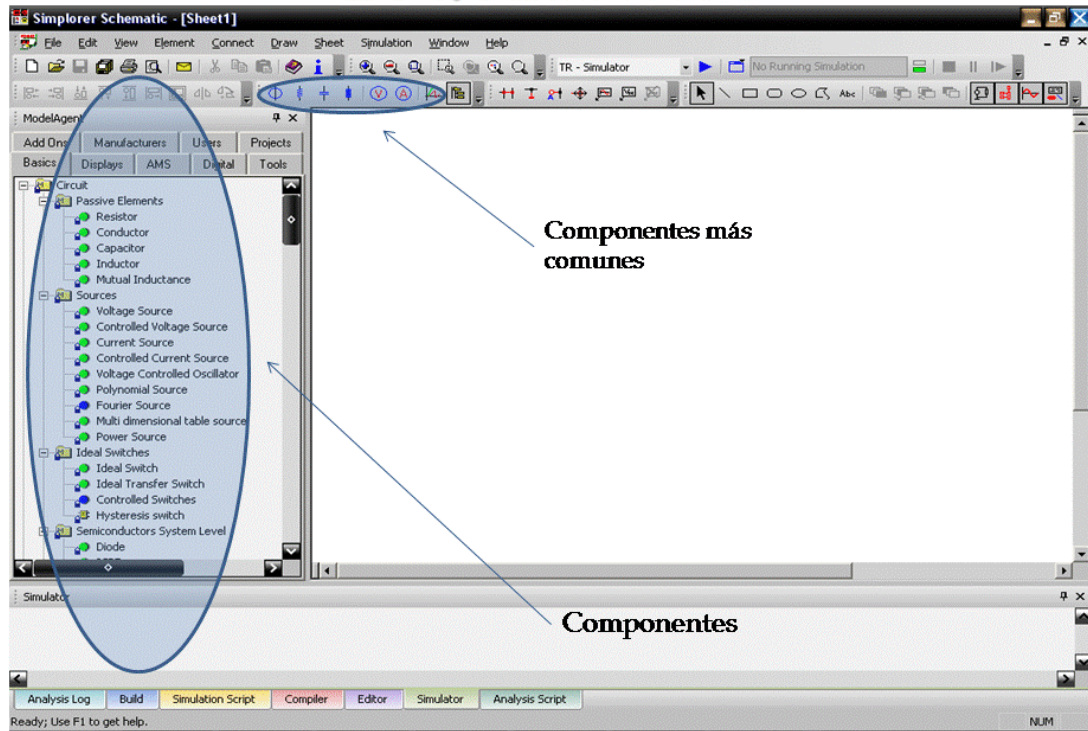 Simplorer Schematic - [Sheet1]
File Edit View Element Connect Draw Sheet Simulation Window Help
TR - Simulator No Running Simulation
Abc
ModelAgent
Add Ons Manufacturers Users Projects
Basics Displays AMS Digital Tools
Circuit
Passive Elements
Resistor
Conductor
Capacitor
Inductor
Mutual Inductance
Sources
Voltage Source
Controlled Voltage Source
Current Source
Controlled Current Source
Voltage Controlled Oscillator
Polynomial Source
Fourier Source
Multi dimensional table source
Power Source
Ideal Switches
Ideal Switch
Ideal Transfer Switch
Controlled Switches
Hysteresis switch
Semiconductors System Level
Diode
Componentes más
comunes
Simulator
Componentes
Analysis Log Build Simulation Script Compiler Editor Simulator Analysis Script
Ready; Use F1 to get help. NUM